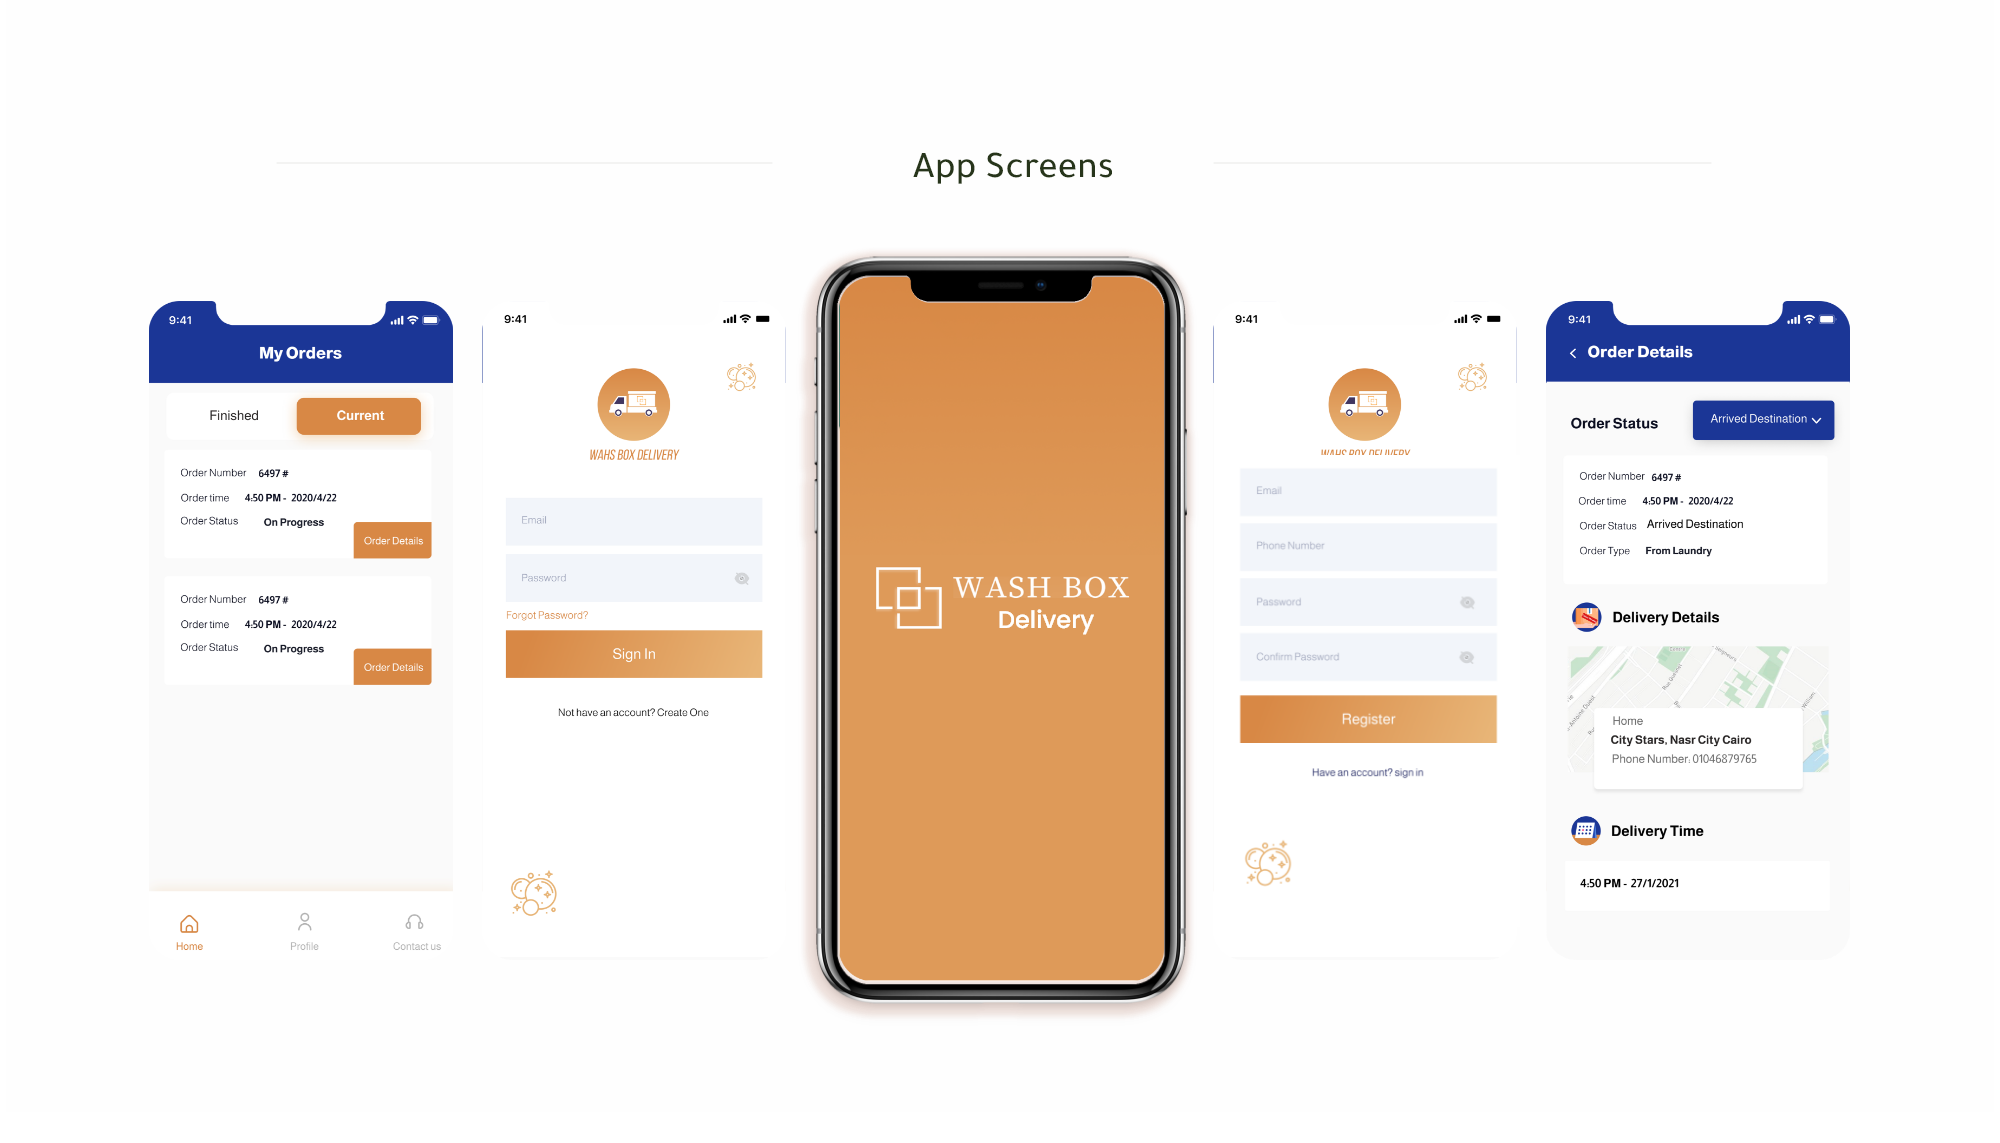 App Screens
9:41
My Orders
Finished
Current
Order Number 6497 #
Order time 4:50 PM - 2020/4/22
Order Status On Progress
Order Details
Order Number 6497 #
Order time 4:50 PM - 2020/4/22
Order Status On Progress
Order Details
Home
Profile
Contact us
9:41
WAHS BOX DELIVERY
Email
Password
Forgot Password?
Sign In
Not have an account? Create One
WASH BOX
Delivery
9:41
WAHS BOX DELIVERY
Email
Phone Number
Password
Confirm Password
Register
Have an account? sign in
9:41
Order Details
Order Status
Arrived Destination
Order Number 6497 #
Order time 4:50 PM - 2020/4/22
Order Status Arrived Destination
Order Type From Laundry
Delivery Details
Home
City Stars, Nasr City Cairo
Phone Number: 01046879765
Delivery Time
4:50 PM - 27/1/2021